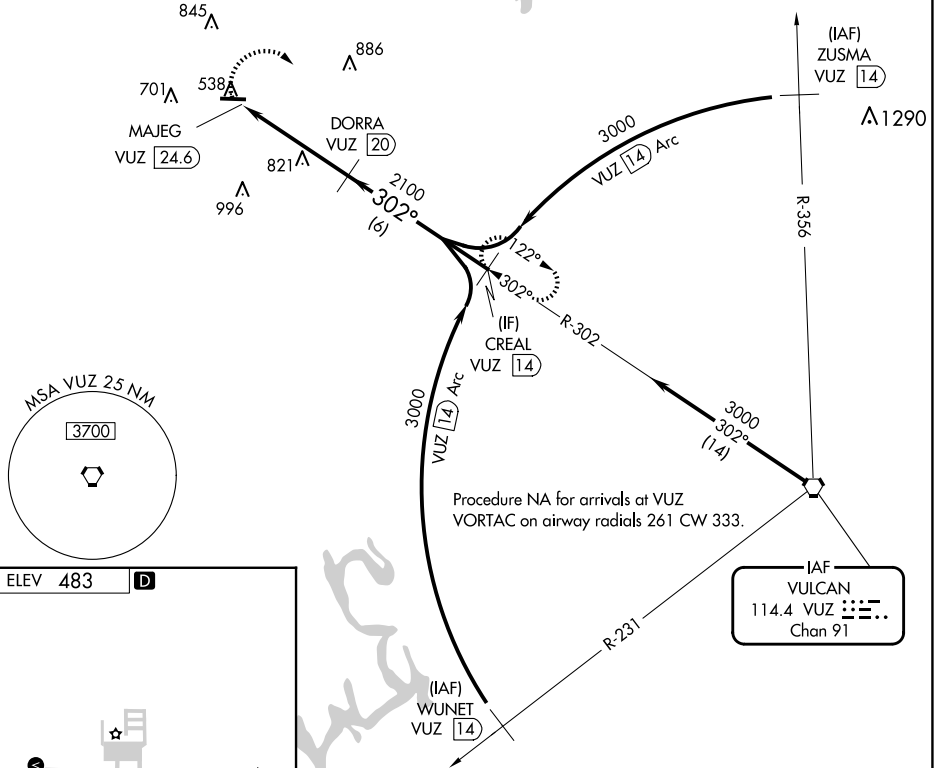 845
886
701
538
MAJEG
VUZ 24.6
DORRA
VUZ 20
821
996
2100
302°
(6)
(IAF)
ZUSMA
VUZ 14
1290
3000
VUZ 14 Arc
R-356
122°
302°
R-302
(IF)
CREAL
VUZ 14
3000
VUZ 14 Arc
3000
302°
(14)
MSA VUZ 25 NM
3700
Procedure NA for arrivals at VUZ
VORTAC on airway radials 261 CW 333.
IAF
VULCAN
114.4 VUZ
Chan 91
R-231
(IAF)
WUNET
VUZ 14
ELEV 483 D